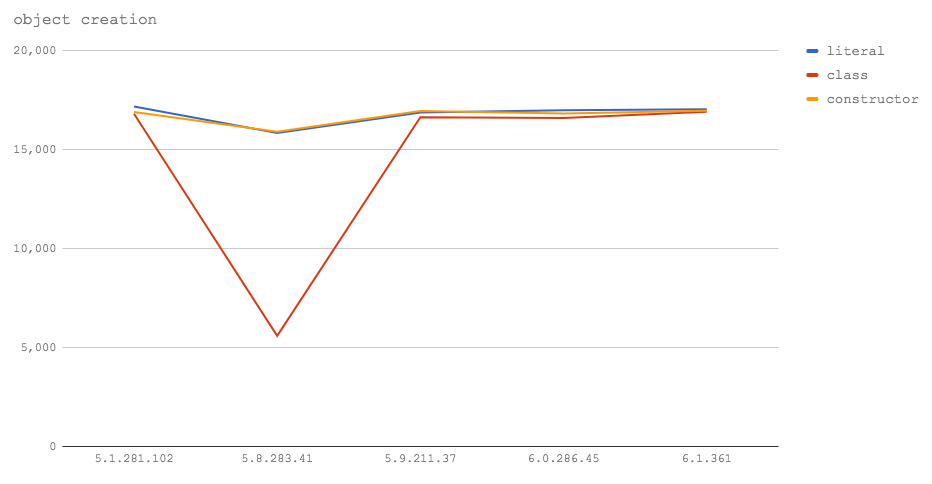 object creation
20,000
15,000
10,000
5,000
0
5.1.281.102 5.8.283.41 5.9.211.37 6.0.286.45 6.1.361
literal
class
constructor